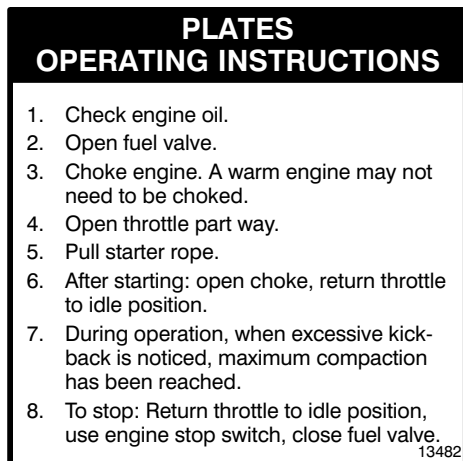 PLATES
OPERATING INSTRUCTIONS
1. Check engine oil.
2. Open fuel valve.
3. Choke engine. A warm engine may not
need to be choked.
4. Open throttle part way.
5. Pull starter rope.
6. After starting: open choke, return throttle
to idle position.
7. During operation, when excessive kick-
back is noticed, maximum compaction
has been reached.
8. To stop: Return throttle to idle position,
use engine stop switch, close fuel valve.
13482